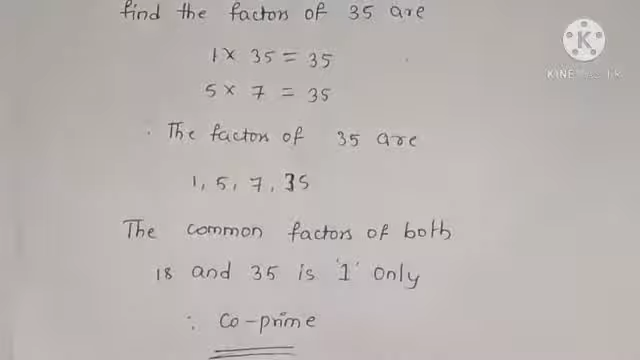 find the factors of 35 are
1 × 35 = 35
5 × 7 = 35
The factors of 35 are
1, 5, 7, 35
The common factors of both
18 and 35 is '1' only
∴ Co-prime